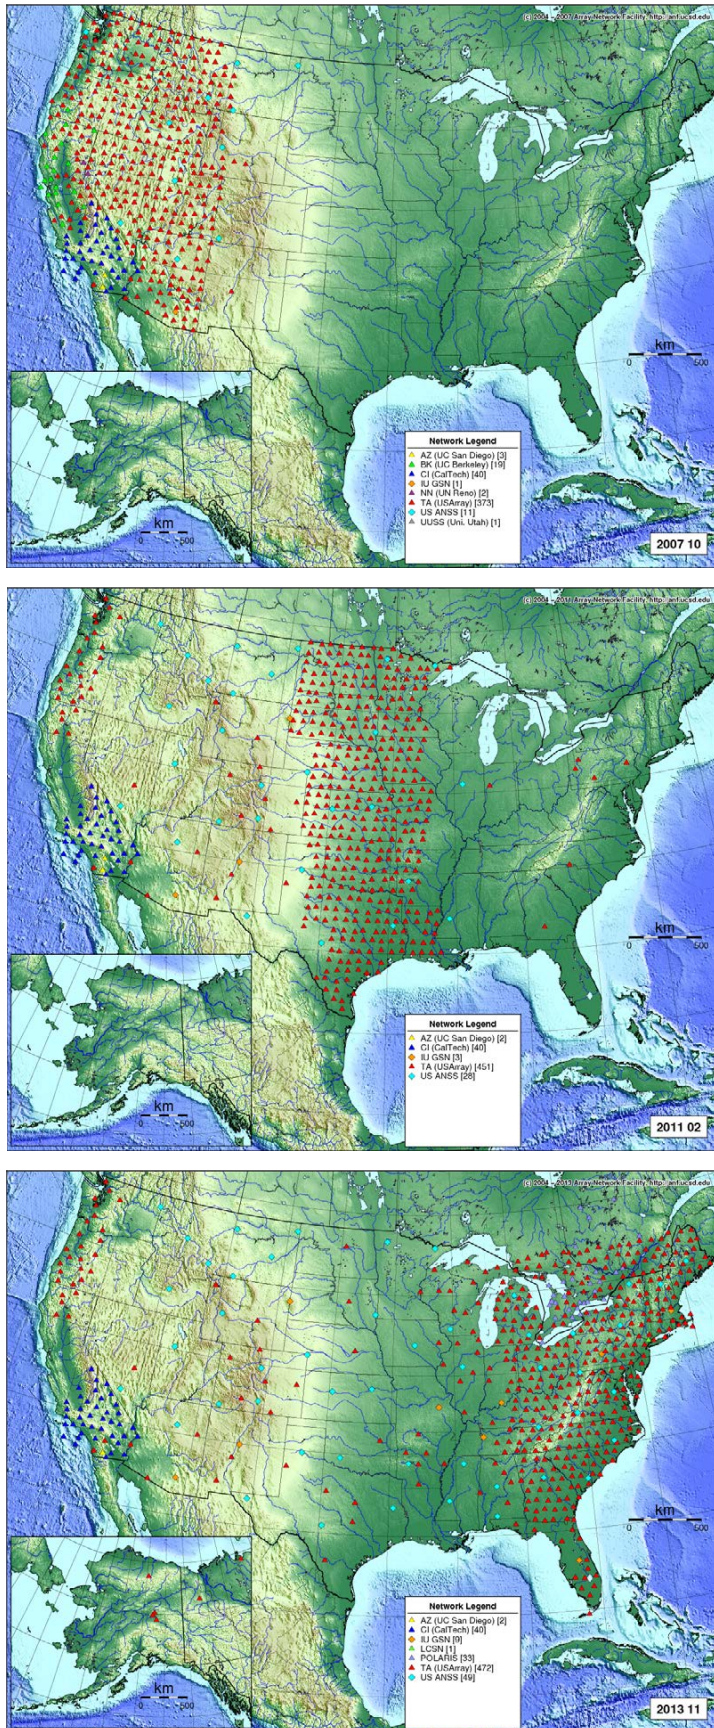 (c) 2004 - 2007 Array Network Facility, http://anf.ucsd.edu
km
0 500
Network Legend
AZ (UC San Diego) [3]
BK (UC Berkeley) [19]
CI (CalTech) [40]
IU GSN [1]
NN (UN Reno) [2]
TA (USArray) [373]
US ANSS [11]
UUSS (Uni. Utah) [1]
km
0 500
2007 10
(c) 2004 - 2011 Array Network Facility, http://anf.ucsd.edu
km
0 500
Network Legend
AZ (UC San Diego) [2]
CI (CalTech) [40]
IU GSN [3]
TA (USArray) [451]
US ANSS [28]
km
0 500
2011 02
(c) 2004 - 2013 Array Network Facility, http://anf.ucsd.edu
km
0 500
Network Legend
AZ (UC San Diego) [2]
CI (CalTech) [40]
IU GSN [9]
LCSN [1]
POLARIS [33]
TA (USArray) [472]
US ANSS [49]
km
0 500
2013 11